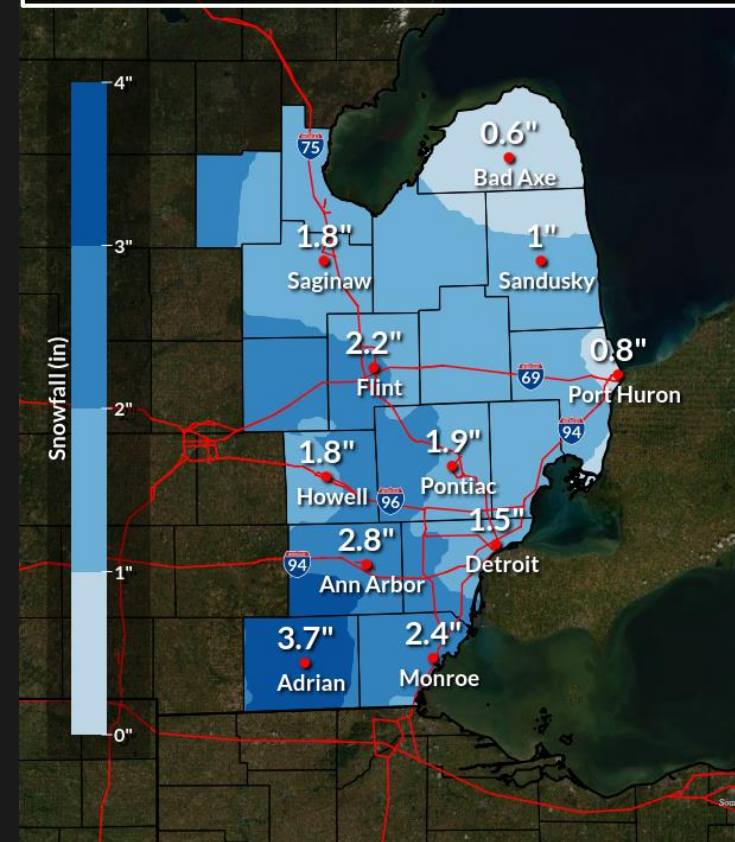 4"
3"
2"
1"
0"
Snowfall (in)
75
0.6"
Bad Axe
1.8"
Saginaw
1"
Sandusky
2.2"
Flint
69
0.8"
Port Huron
94
1.8"
Howell
96
1.9"
Pontiac
1.5"
Detroit
94
2.8"
Ann Arbor
3.7"
Adrian
2.4"
Monroe